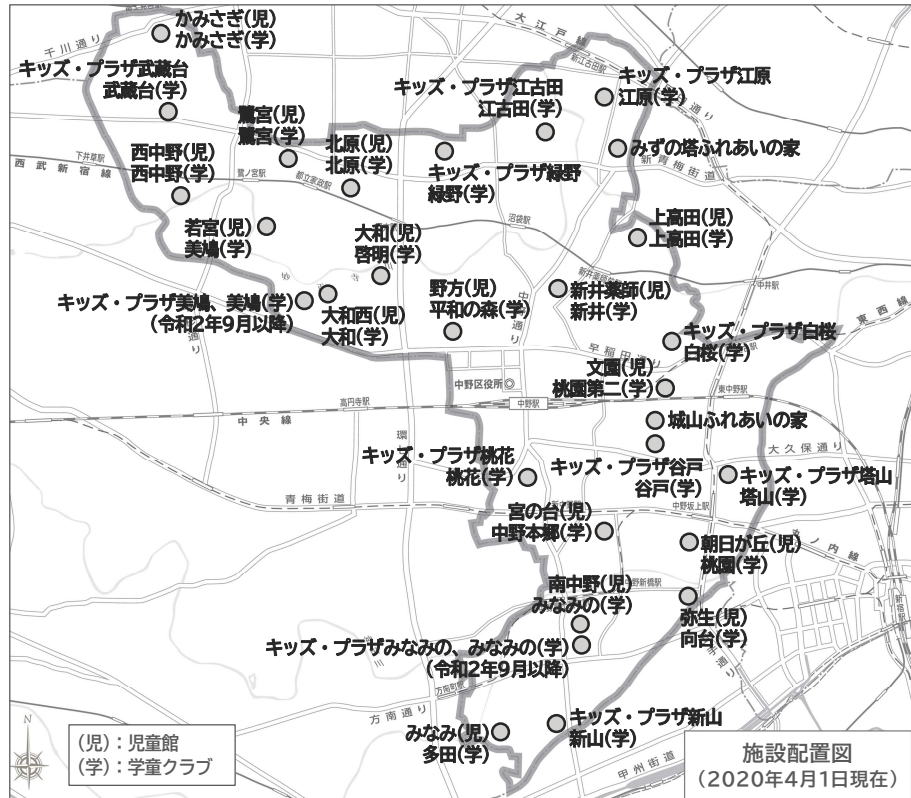 かみさぎ(児)
かみさぎ(学)
千川通り
大江戸線
新江古田駅
キッズ・プラザ武蔵台
武蔵台(学)
キッズ・プラザ江古田
江古田(学)
キッズ・プラザ江原
江原(学)
鷺宮(児)
鷺宮(学)
北原(児)
北原(学)
西中野(児)
西中野(学)
下井草駅
西武新宿線
鷺ノ宮駅
都立家政駅
キッズ・プラザ緑野
緑野(学)
みずの塔ふれあいの家
新青梅街道
沼袋駅
上高田(児)
上高田(学)
若宮(児)
美鳩(学)
大和(児)
啓明(学)
中井駅
キッズ・プラザ美鳩、美鳩(学)
(令和2年9月以降)
大和西(児)
大和(学)
野方(児)
平和の森(学)
新井薬師(児)
新井(学)
東西線
早稲田通り
キッズ・プラザ白桜
白桜(学)
文園(児)
桃園第二(学)
中野区役所
高円寺駅
中野駅
東中野駅
中央線
城山ふれあいの家
大久保通り
キッズ・プラザ桃花
桃花(学)
キッズ・プラザ谷戸
谷戸(学)
キッズ・プラザ塔山
塔山(学)
青梅街道
中野坂上駅
宮の台(児)
中野本郷(学)
朝日が丘(児)
桃園(学)
丸ノ内線
南中野(児)
みなみの(学)
中野新橋駅
新宿駅
弥生(児)
向台(学)
キッズ・プラザみなみの、みなみの(学)
(令和2年9月以降)
方南町駅
方南通り
みなみ(児)
多田(学)
キッズ・プラザ新山
新山(学)
甲州街道
N
(児):児童館
(学):学童クラブ
施設配置図
(2020年4月1日現在)